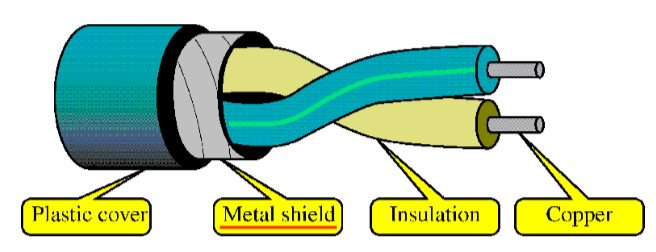 Plastic cover
Metal shield
Insulation
Copper